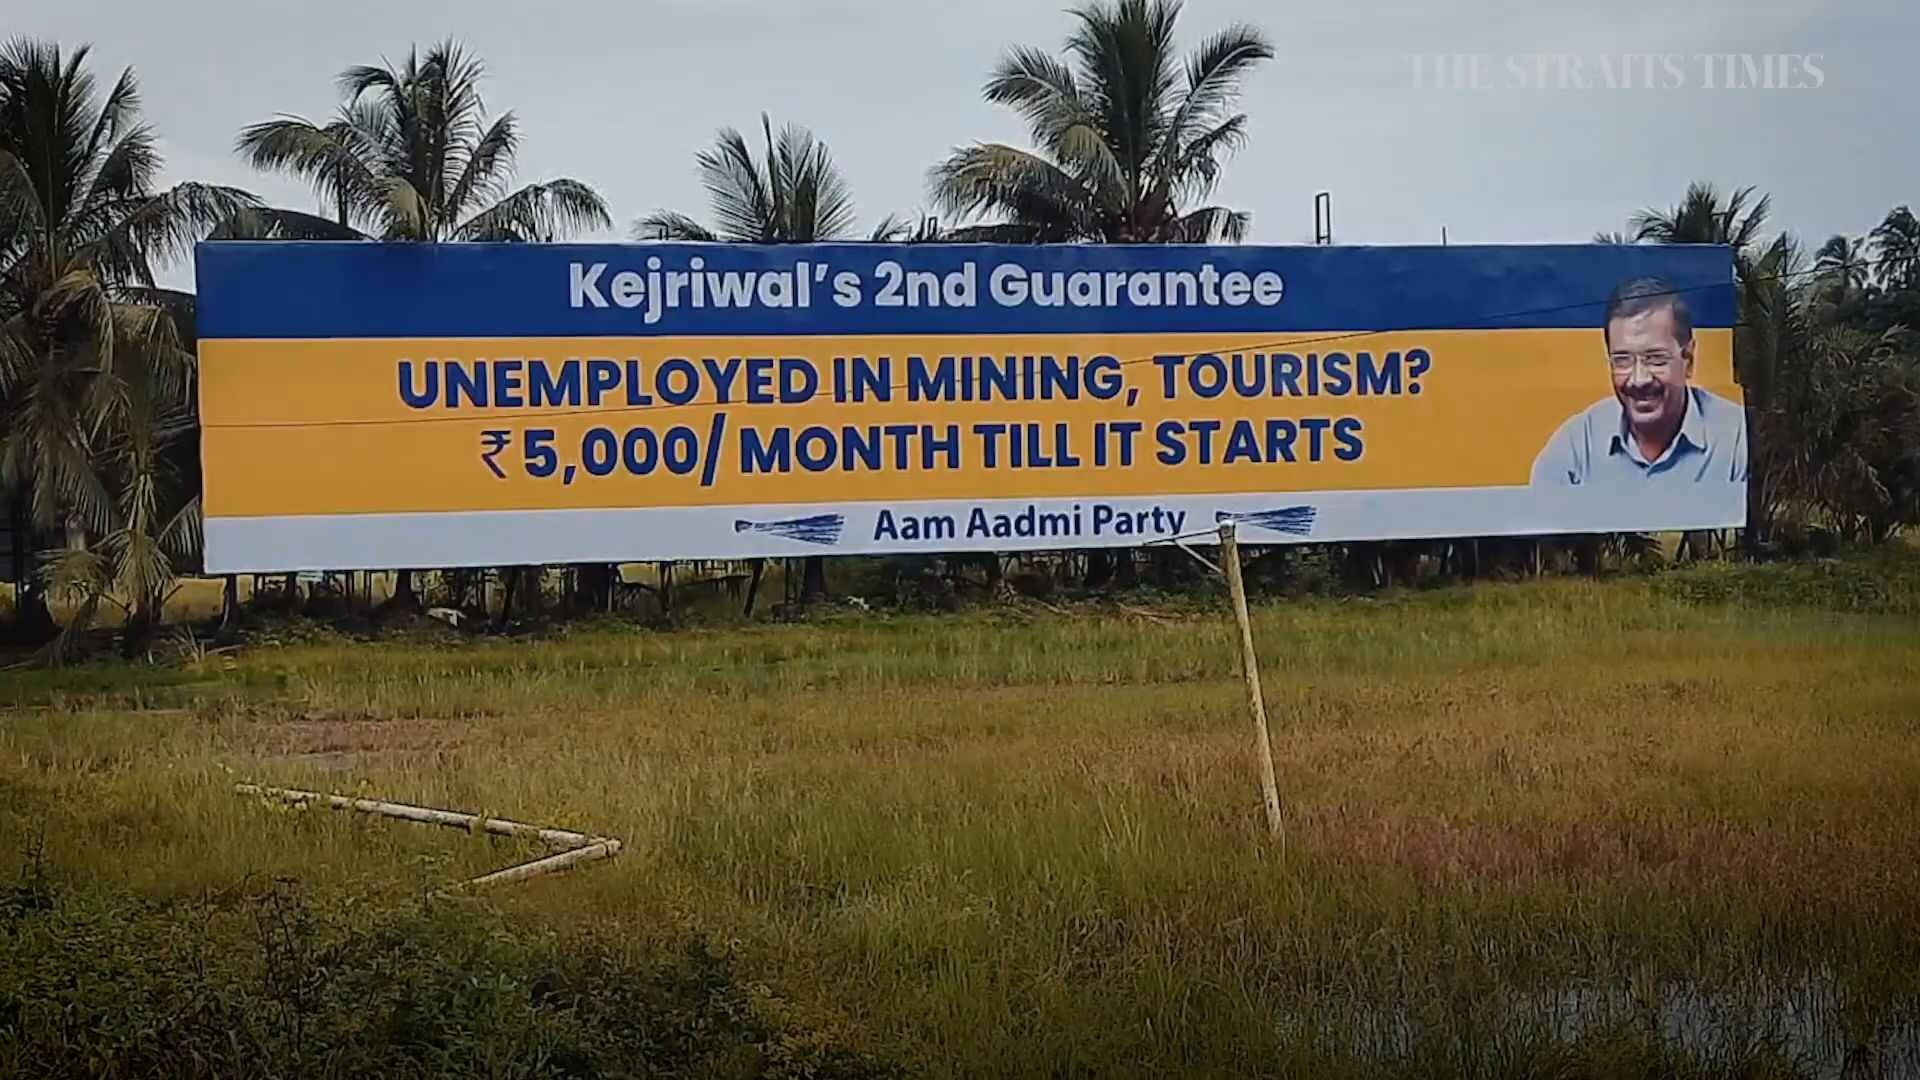 THE STRAITS TIMES
Kejriwal's 2nd Guarantee
UNEMPLOYED IN MINING, TOURISM?
₹5,000/ MONTH TILL IT STARTS
Aam Aadmi Party